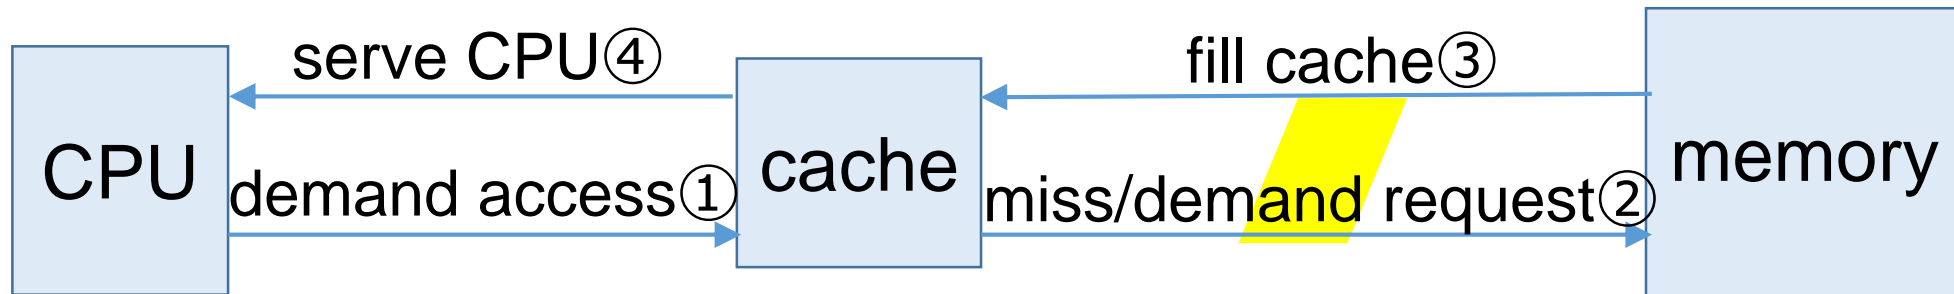 serve CPU④
fill cache③
CPU
cache
memory
demand access①
miss/demand request②